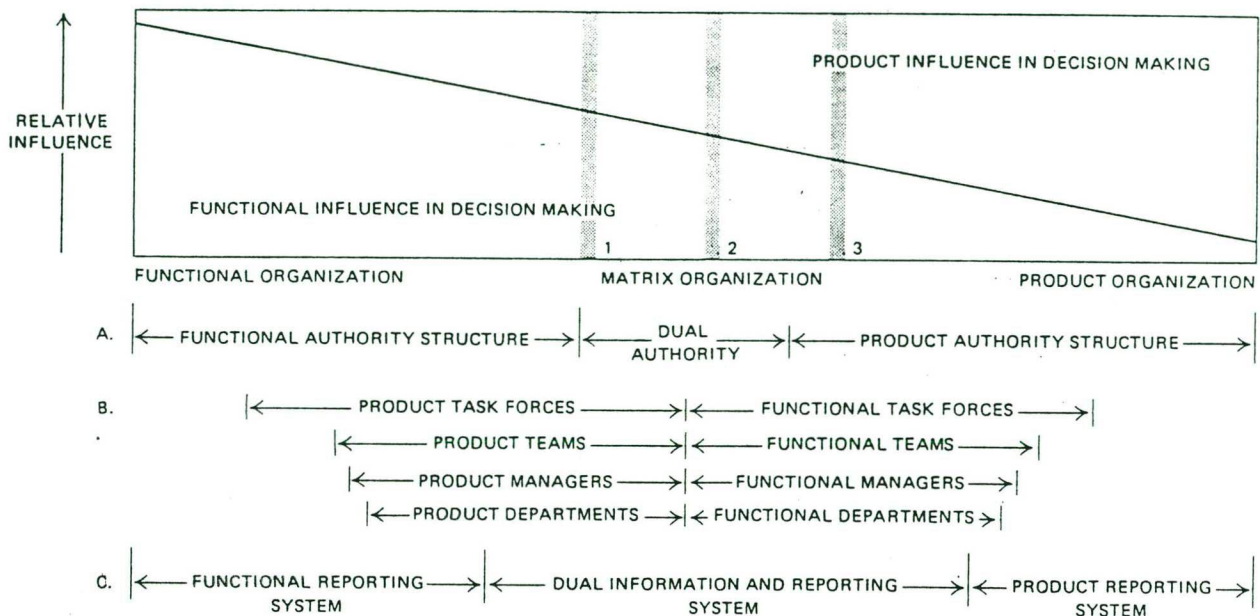 PRODUCT INFLUENCE IN DECISION MAKING
RELATIVE
INFLUENCE
FUNCTIONAL INFLUENCE IN DECISION MAKING
1
2
3
FUNCTIONAL ORGANIZATION
MATRIX ORGANIZATION
PRODUCT ORGANIZATION
A.
FUNCTIONAL AUTHORITY STRUCTURE
DUAL
AUTHORITY
PRODUCT AUTHORITY STRUCTURE
B.
PRODUCT TASK FORCES
FUNCTIONAL TASK FORCES
PRODUCT TEAMS
FUNCTIONAL TEAMS
PRODUCT MANAGERS
FUNCTIONAL MANAGERS
PRODUCT DEPARTMENTS
FUNCTIONAL DEPARTMENTS
C.
FUNCTIONAL REPORTING
SYSTEM
DUAL INFORMATION AND REPORTING
SYSTEM
PRODUCT REPORTING
SYSTEM